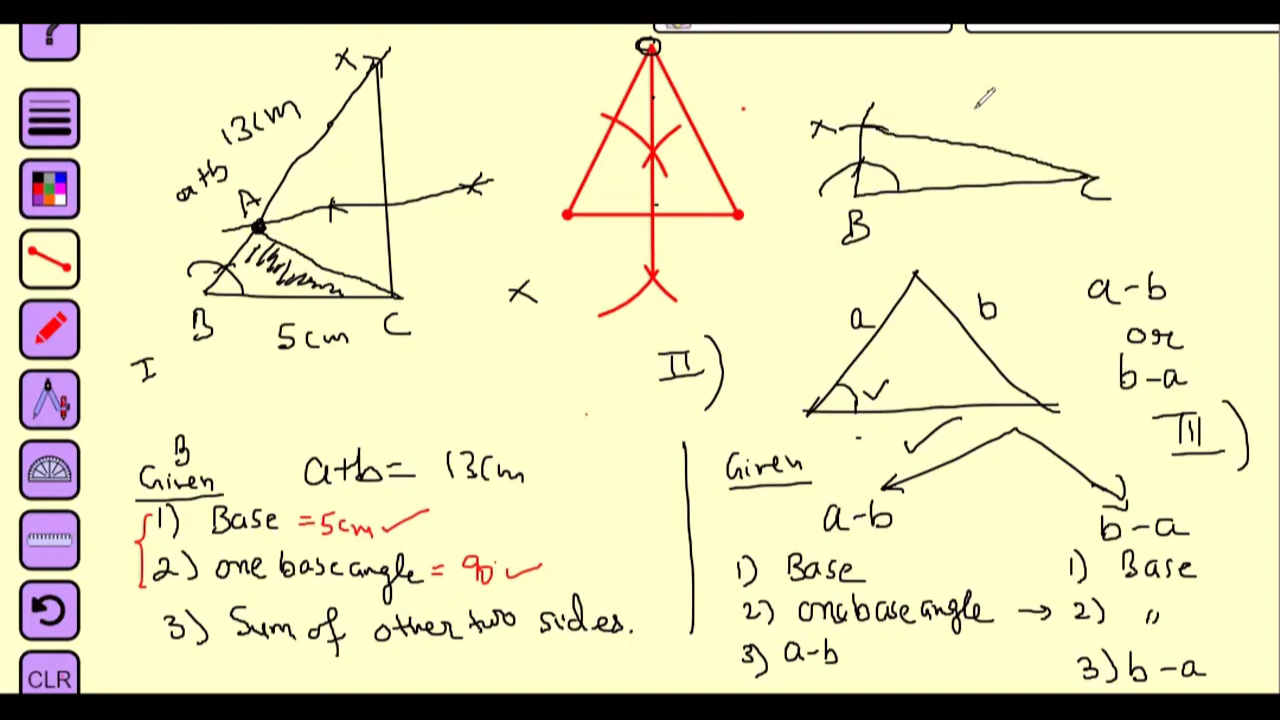 ?
X
13cm
a+b
A
B
5cm
C
I
X
X
B
C
II)
a
b
a-b
or
b-a
III)
B
Given
a+b= 13cm
1) Base = 5cm
2) one base angle = 90°
3) Sum of other two sides.
Given
a-b
1) Base
2) one base angle
3) a-b
b-a
1) Base
2) "
3) b-a
CLR